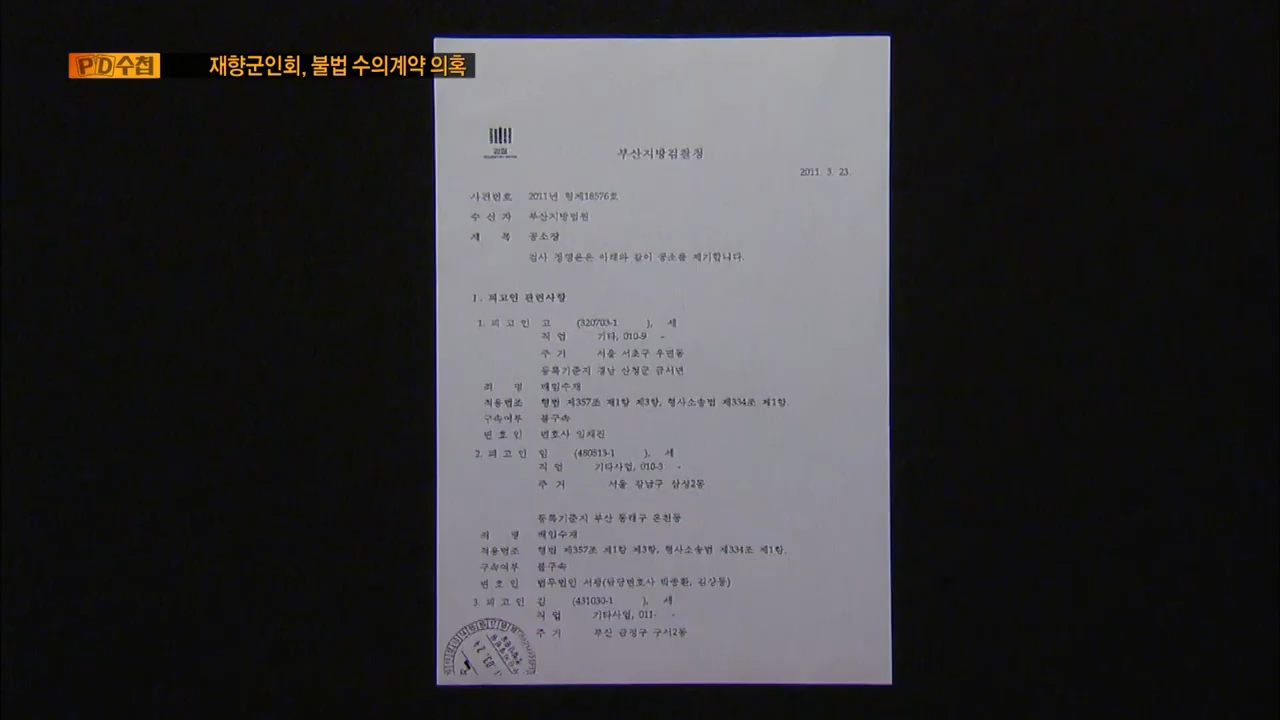 PD수첩
재향군인회, 불법 수의계약 의혹
검찰
부산지방검찰청
2011. 3. 23.
사건번호 2011년 형제18576호
수 신 자 부산지방법원
제 목 공소장
검사 정영은은 아래와 같이 공소를 제기합니다.
I. 피고인 관련사항
1. 피 고 인 고 (320703-1 ), 세
직 업 기타, 010-9 -
주 거 서울 서초구 우면동
등록기준지 경남 산청군 금서면
죄 명 배임수재
적용법조 형법 제357조 제1항 제3항, 형사소송법 제334조 제1항.
구속여부 불구속
변 호 인 변호사 임채진
2. 피 고 인 임 (480813-1 ), 세
직 업 기타사업, 010-3 -
주 거 서울 강남구 삼성2동
등록기준지 부산 동래구 온천동
죄 명 배임수재
적용법조 형법 제357조 제1항 제3항, 형사소송법 제334조 제1항.
구속여부 불구속
변 호 인 법무법인 서광(담당변호사 박종환, 김상동)
3. 피 고 인 김 (431030-1 ), 세
직 업 기타사업, 011- -
주 거 부산 금정구 구서2동